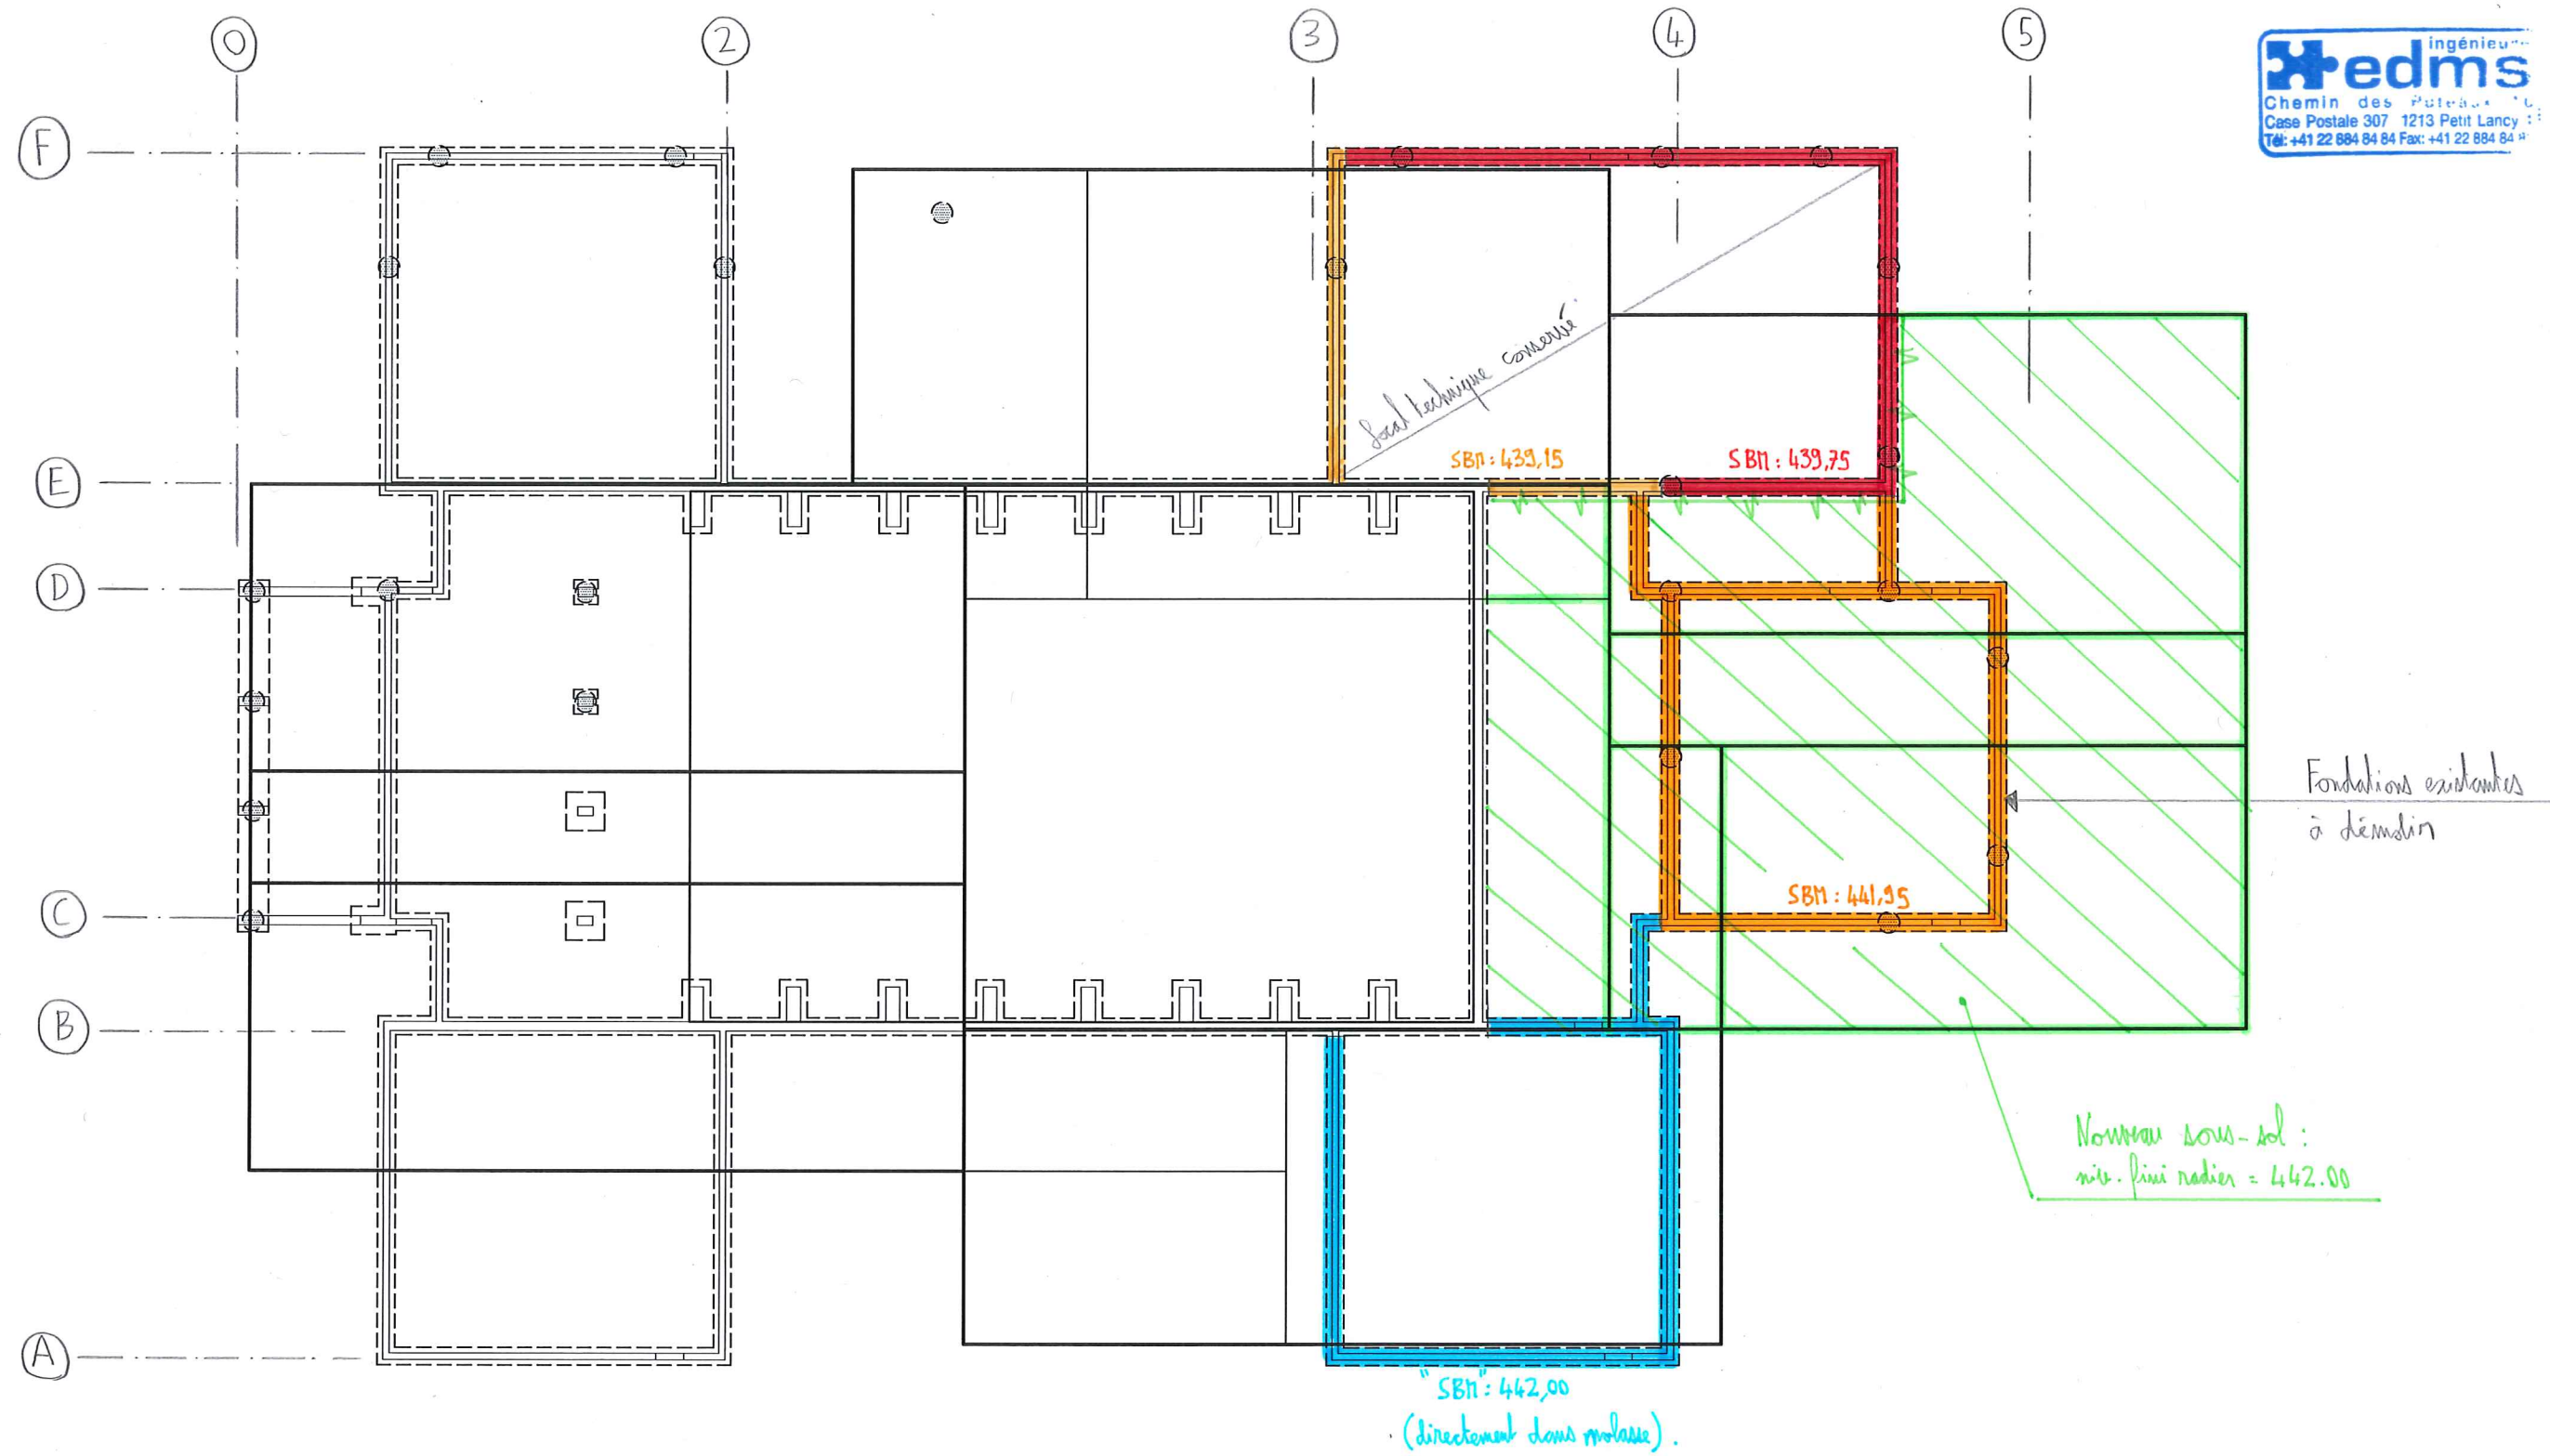 0
2
3
4
5
ingénieu
edms
Chemin des
Case Postale 307 1213 Petit Lancy
Tél: +41 22 884 84 84 Fax: +41 22 884 84
F
Local technique conservé
E
SBM: 439,15
SBM: 439,75
D
Fondations existantes
à démolir
C
SBM: 441,95
B
Nouveau sous-sol :
niv. fini radier = 442.00
A
"SBM": 442,00
(directement dans molasse).